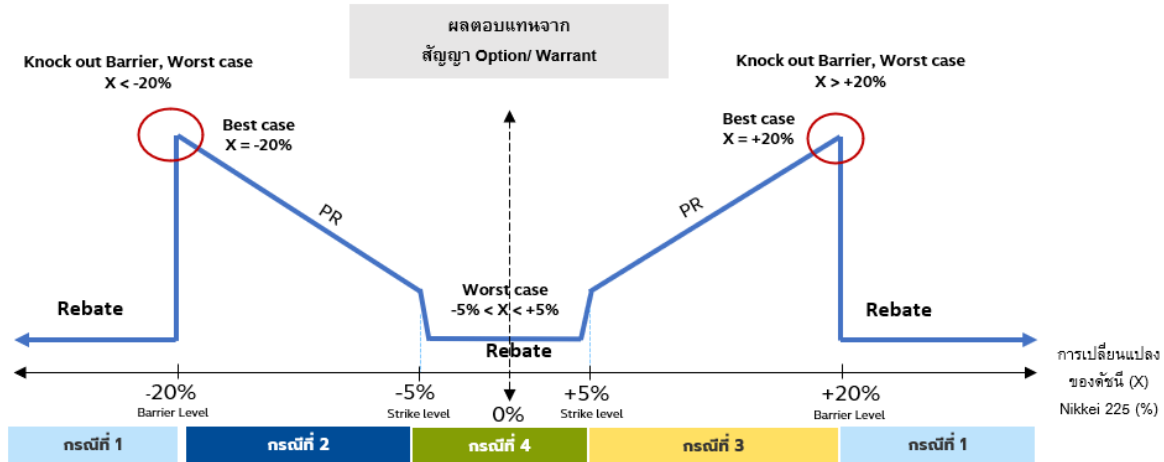 ผลตอบแทนจาก
สัญญา Option/ Warrant
Knock out Barrier, Worst case
X < -20%
Knock out Barrier, Worst case
X > +20%
Best case
X = -20%
Best case
X = +20%
PR
PR
Worst case
-5% < X < +5%
Rebate
Rebate
Rebate
การเปลี่ยนแปลง
ของดัชนี (X)
Nikkei 225 (%)
-20%
Barrier Level
-5%
Strike level
0%
+5%
Strike level
+20%
Barrier Level
กรณีที่ 1
กรณีที่ 2
กรณีที่ 4
กรณีที่ 3
กรณีที่ 1